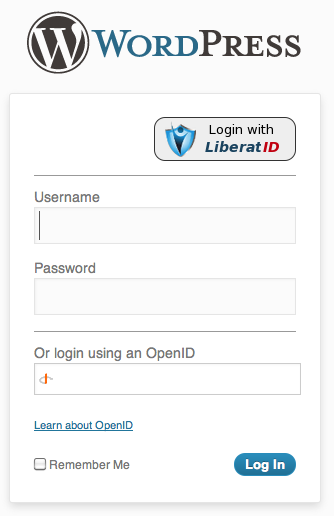 WORDPRESS
Login with
LiberatID
Username
Password
Or login using an OpenID
Learn about OpenID
Remember Me
Log In